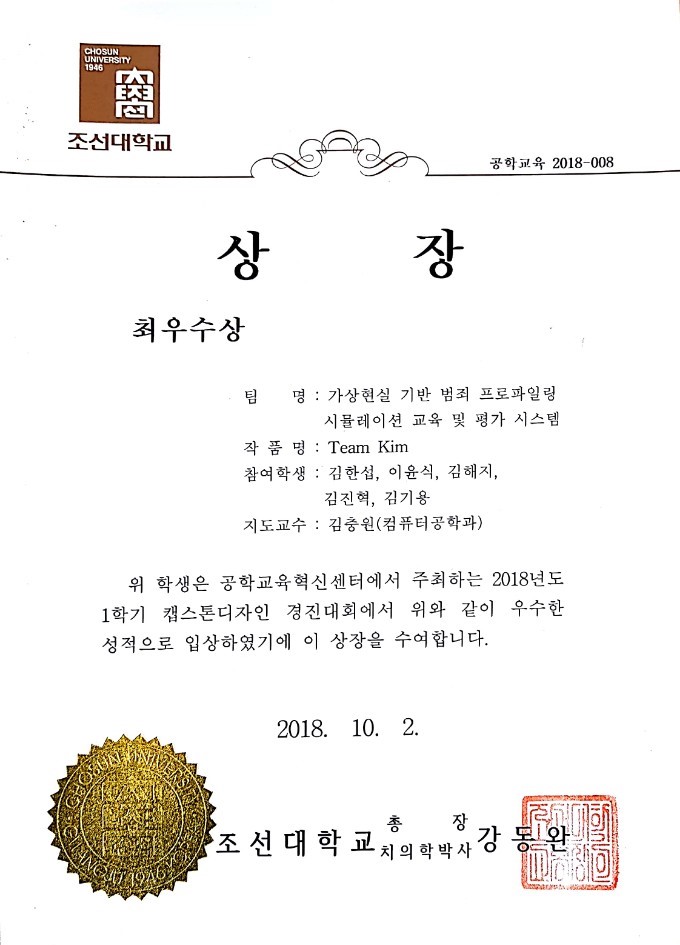 CHOSUN
UNIVERSITY
1946
조선대학교
공학교육 2018-008
상 장
최우수상
팀 명 : 가상현실 기반 범죄 프로파일링
시뮬레이션 교육 및 평가 시스템
작 품 명 : Team Kim
참여학생 : 김한섭, 이윤식, 김해지,
김진혁, 김기용
지도교수 : 김충원(컴퓨터공학과)
위 학생은 공학교육혁신센터에서 주최하는 2018년도
1학기 캡스톤디자인 경진대회에서 위와 같이 우수한
성적으로 입상하였기에 이 상장을 수여합니다.
2018. 10. 2.
조선대학교 총 장 치의학박사 강동완
CHOSUN UNIVERSITY